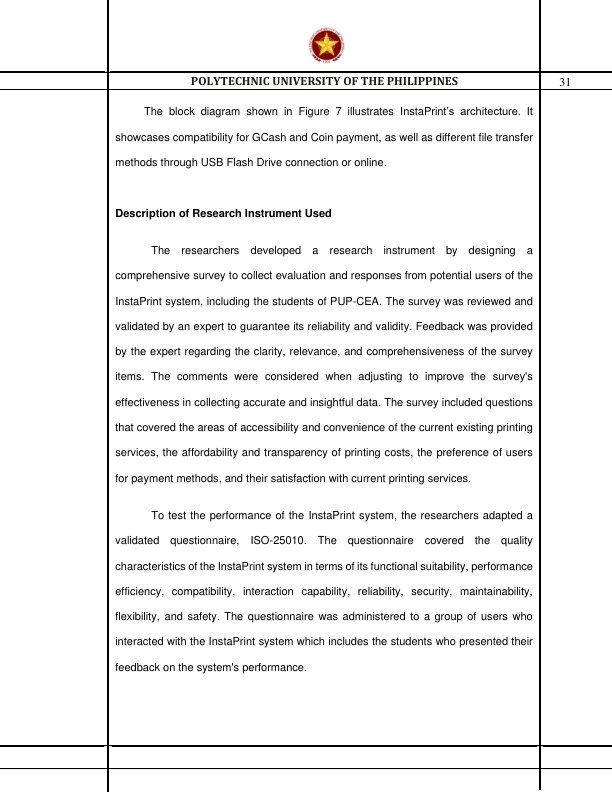 POLYTECHNIC UNIVERSITY OF THE PHILIPPINES
31
The block diagram shown in Figure 7 illustrates InstaPrint's architecture. It
showcases compatibility for GCash and Coin payment, as well as different file transfer
methods through USB Flash Drive connection or online.
Description of Research Instrument Used
The researchers developed a research instrument by designing a
comprehensive survey to collect evaluation and responses from potential users of the
InstaPrint system, including the students of PUP-CEA. The survey was reviewed and
validated by an expert to guarantee its reliability and validity. Feedback was provided
by the expert regarding the clarity, relevance, and comprehensiveness of the survey
items. The comments were considered when adjusting to improve the survey's
effectiveness in collecting accurate and insightful data. The survey included questions
that covered the areas of accessibility and convenience of the current existing printing
services, the affordability and transparency of printing costs, the preference of users
for payment methods, and their satisfaction with current printing services.
To test the performance of the InstaPrint system, the researchers adapted a
validated questionnaire, ISO-25010. The questionnaire covered the quality
characteristics of the InstaPrint system in terms of its functional suitability, performance
efficiency, compatibility, interaction capability, reliability, security, maintainability,
flexibility, and safety. The questionnaire was administered to a group of users who
interacted with the InstaPrint system which includes the students who presented their
feedback on the system's performance.